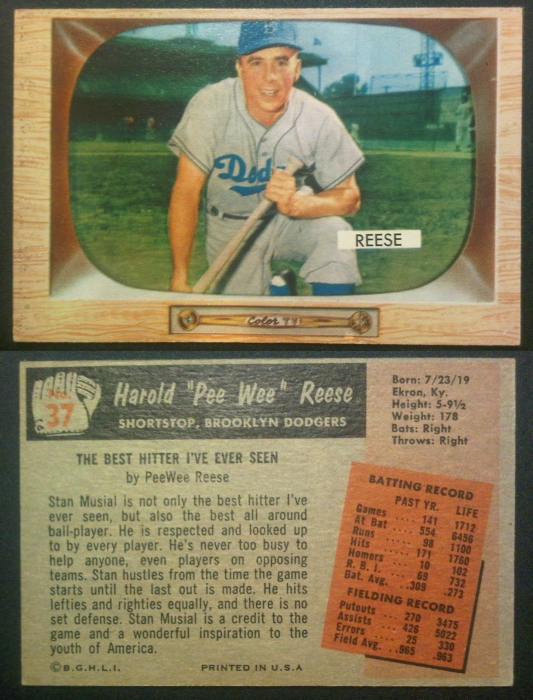 Dod
REESE
Color TV
No.
37
Harold "Pee Wee" Reese
SHORTSTOP, BROOKLYN DODGERS
THE BEST HITTER I'VE EVER SEEN
by PeeWee Reese
Stan Musial is not only the best hitter I've
ever seen, but also the best all around
ball-player. He is respected and looked up
to by every player. He's never too busy to
help anyone, even players on opposing
teams. Stan hustles from the time the game
starts until the last out is made. He hits
lefties and righties equally, and there is no
set defense. Stan Musial is a credit to the
game and a wonderful inspiration to the
youth of America.
©B.G.H.L.I. PRINTED IN U.S.A
Born: 7/23/19
Ekron, Ky.
Height: 5-9½
Weight: 178
Bats: Right
Throws: Right
BATTING RECORD
PAST YR. LIFE
Games .... 141 1712
At Bat .... 554 6456
Runs .... 98 1100
Hits .... 171 1760
Homers .... 10 102
R. B. I. .... 69 732
Bat. Avg. .. .309 .273
FIELDING RECORD
Putouts .... 270 3475
Assists .... 426 5022
Errors .... 25 330
Field Avg. .. .965 .963